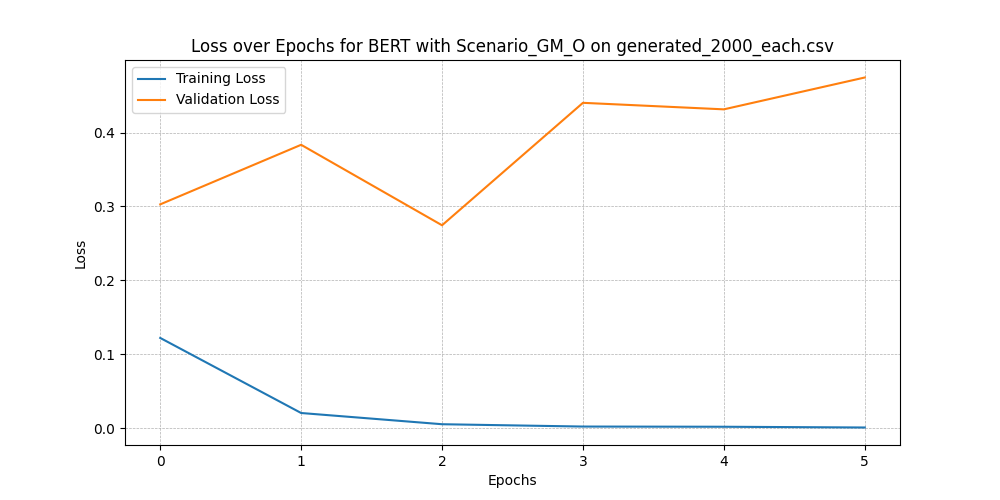 Loss over Epochs for BERT with Scenario_GM_O on generated_2000_each.csv
Training Loss
Validation Loss
0.4
0.3
0.2
0.1
0.0
Loss
0 1 2 3 4 5
Epochs